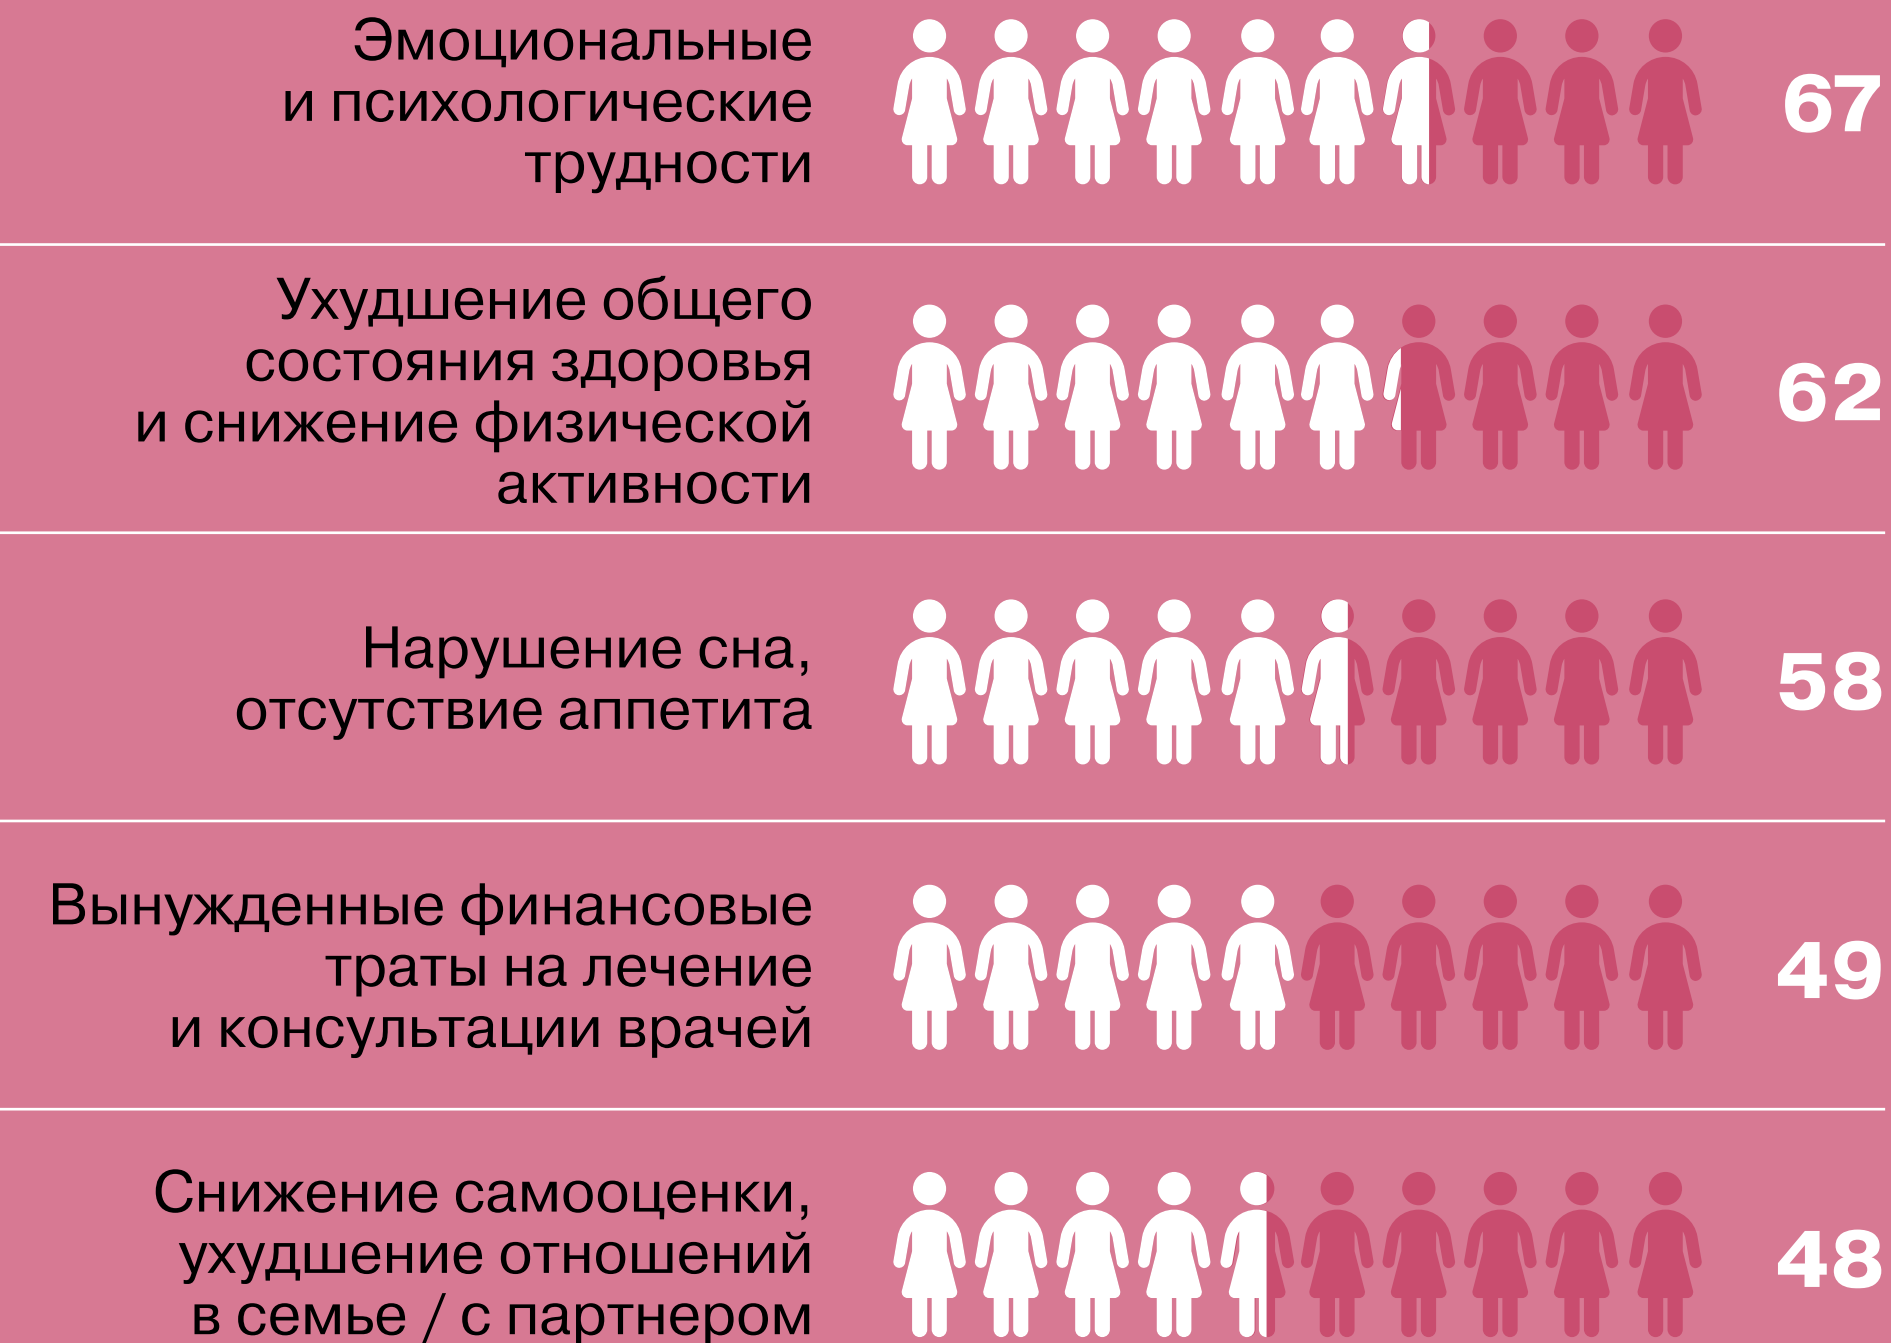 Эмоциональные
и психологические
трудности
67
Ухудшение общего
состояния здоровья
и снижение физической
активности
62
Нарушение сна,
отсутствие аппетита
58
Вынужденные финансовые
траты на лечение
и консультации врачей
49
Снижение самооценки,
ухудшение отношений
в семье / с партнером
48